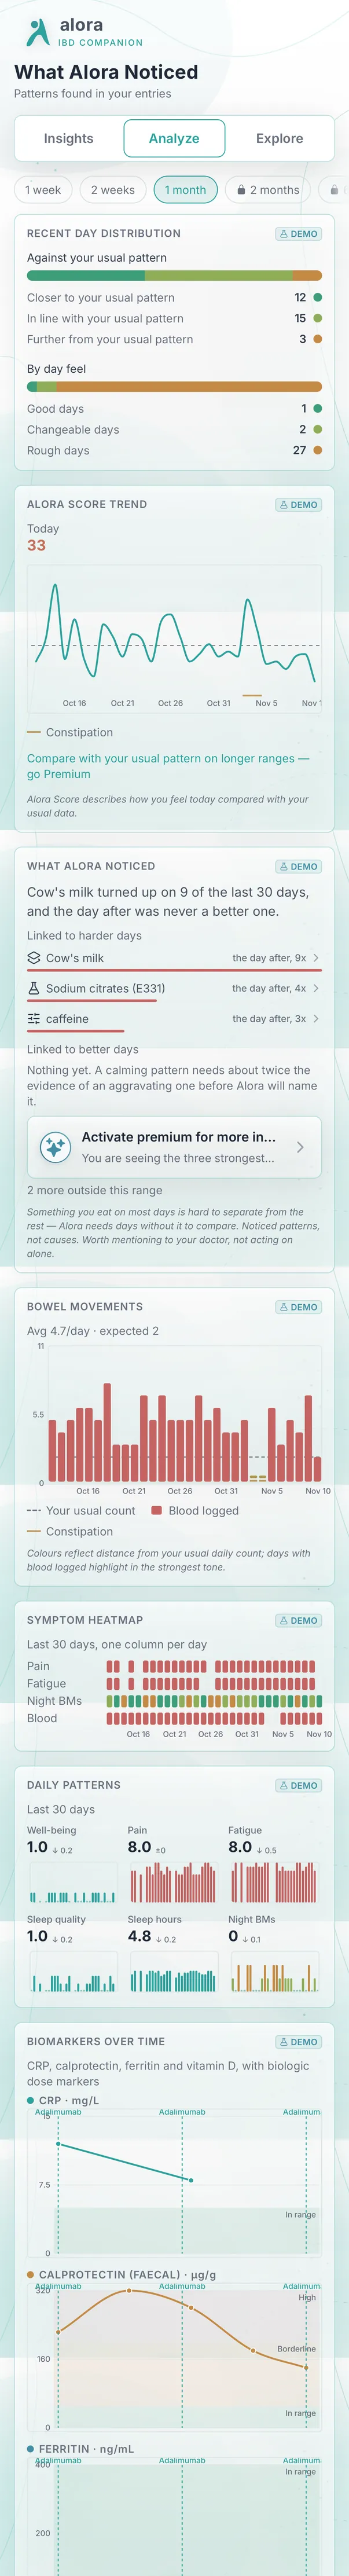 alora
IBD COMPANION
What Alora Noticed
Patterns found in your entries
Insights
Analyze
Explore
1 week
2 weeks
1 month
2 months
RECENT DAY DISTRIBUTION
DEMO
Against your usual pattern
Closer to your usual pattern 12
In line with your usual pattern 15
Further from your usual pattern 3
By day feel
Good days 1
Changeable days 2
Rough days 27
ALORA SCORE TREND
DEMO
Today
33
Oct 16 Oct 21 Oct 26 Oct 31 Nov 5 Nov 1
Constipation
Compare with your usual pattern on longer ranges —
go Premium
Alora Score describes how you feel today compared with your
usual data.
WHAT ALORA NOTICED
DEMO
Cow's milk turned up on 9 of the last 30 days,
and the day after was never a better one.
Linked to harder days
Cow's milk the day after, 9x
Sodium citrates (E331) the day after, 4x
caffeine the day after, 3x
Linked to better days
Nothing yet. A calming pattern needs about twice the
evidence of an aggravating one before Alora will name
it.
Activate premium for more in...
You are seeing the three strongest...
2 more outside this range
Something you eat on most days is hard to separate from the
rest — Alora needs days without it to compare. Noticed patterns,
not causes. Worth mentioning to your doctor, not acting on
alone.
BOWEL MOVEMENTS
DEMO
Avg 4.7/day · expected 2
11
5.5
0
Oct 16 Oct 21 Oct 26 Oct 31 Nov 5 Nov 10
Your usual count
Blood logged
Constipation
Colours reflect distance from your usual daily count; days with
blood logged highlight in the strongest tone.
SYMPTOM HEATMAP
DEMO
Last 30 days, one column per day
Pain
Fatigue
Night BMs
Blood
Oct 16 Oct 21 Oct 26 Oct 31 Nov 5 Nov 10
DAILY PATTERNS
DEMO
Last 30 days
Well-being Pain Fatigue
1.0 ↓ 0.2 8.0 ±0 8.0 ↓ 0.5
Sleep quality Sleep hours Night BMs
1.0 ↓ 0.2 4.8 ↓ 0.2 0 ↓ 0.1
BIOMARKERS OVER TIME
DEMO
CRP, calprotectin, ferritin and vitamin D, with biologic
dose markers
CRP · mg/L
Adalimumab Adalimumab Adalimum
15
7.5
In range
0
CALPROTECTIN (FAECAL) · µg/g
Adalimumab Adalimumab Adalimum
320
High
160
Borderline
In range
0
FERRITIN · ng/mL
Adalimumab Adalimumab Adalimum
400
In range
200